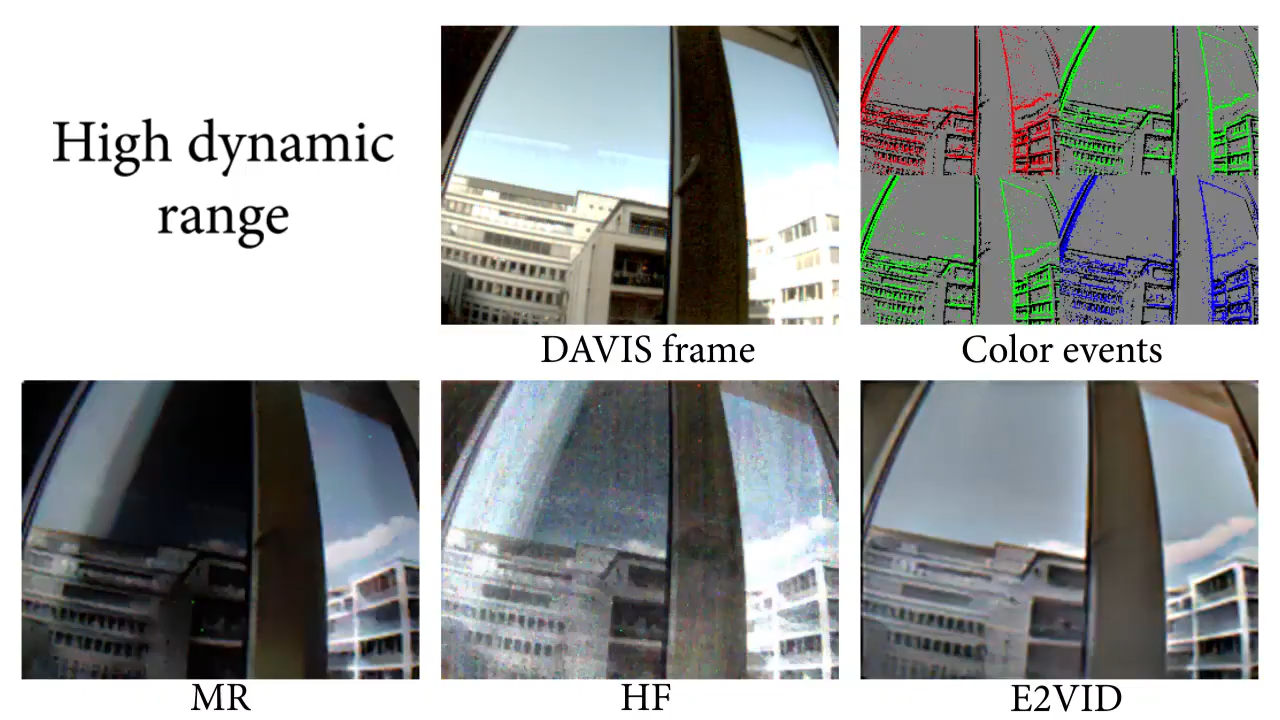 High dynamic
range
DAVIS frame
Color events
MR
HF
E2VID